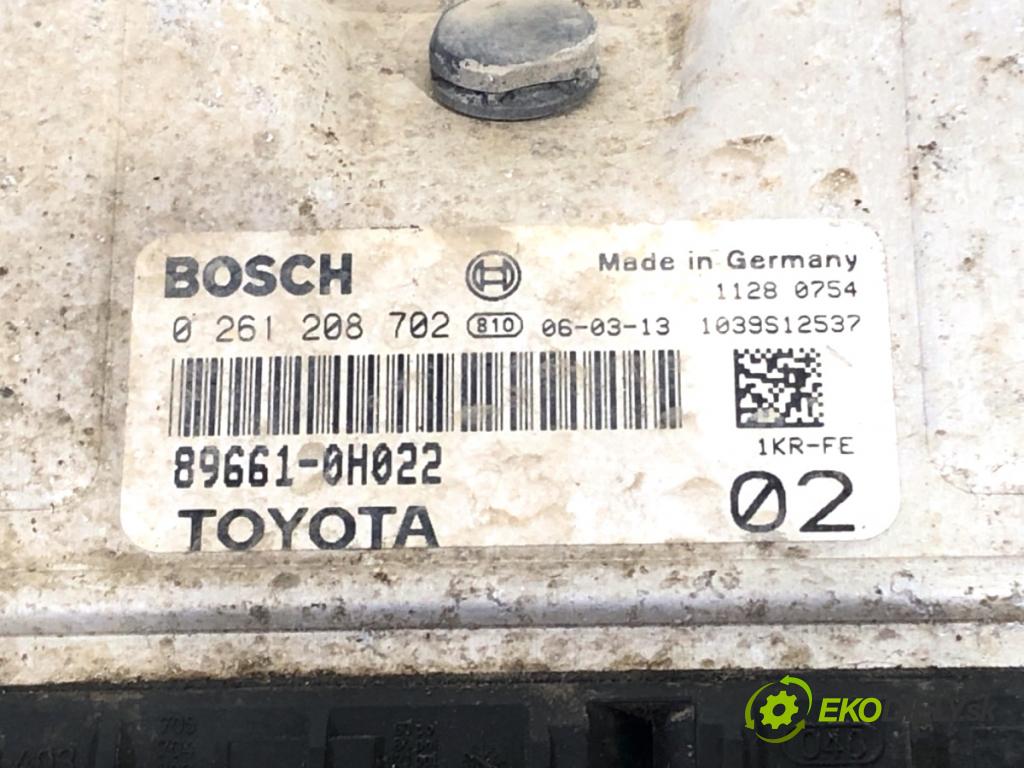 BOSCH Made in Germany
1128 0754
0 261 208 702 810 06-03-13 1039S12537
1KR-FE
89661-0H022
02
TOYOTA
EKO